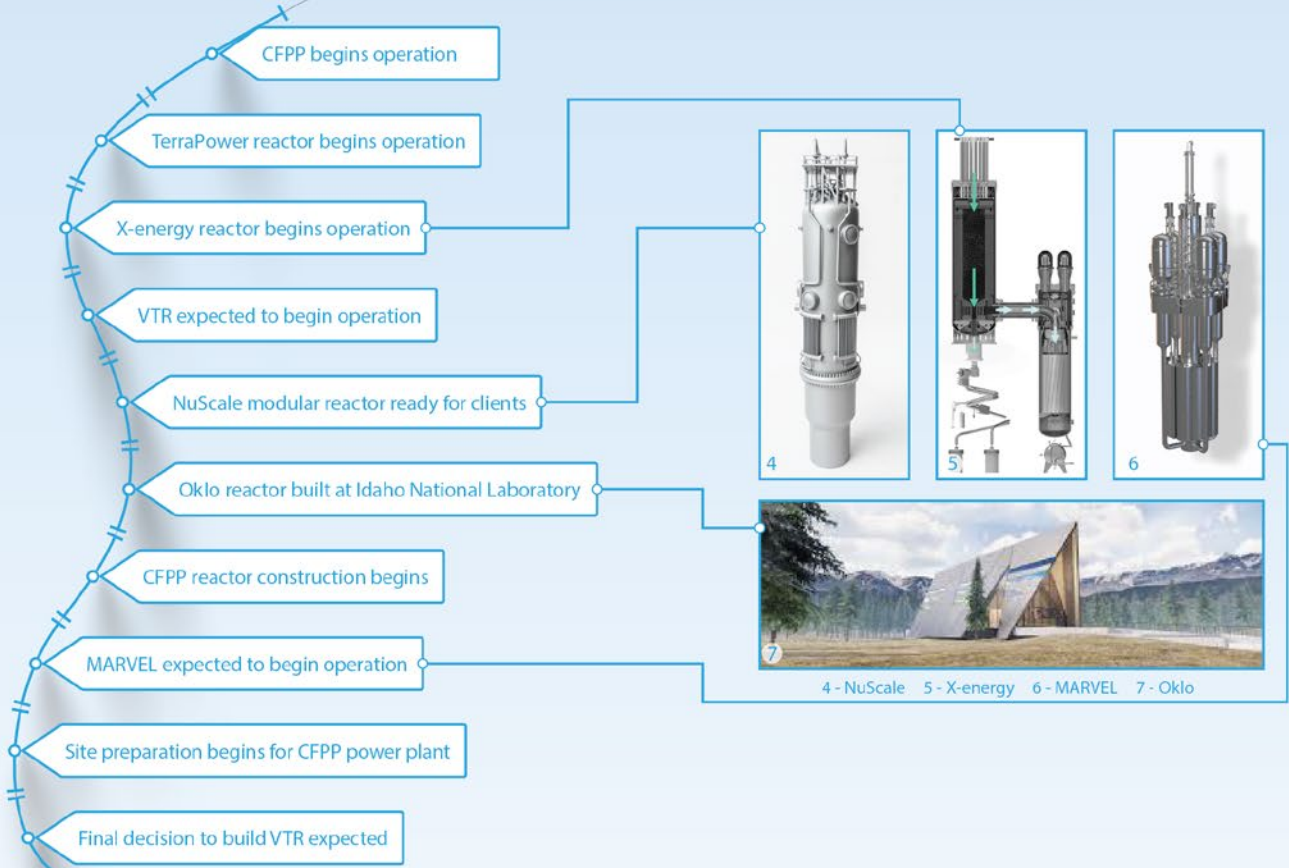 CFPP begins operation
TerraPower reactor begins operation
X-energy reactor begins operation
VTR expected to begin operation
NuScale modular reactor ready for clients
Oklo reactor built at Idaho National Laboratory
CFPP reactor construction begins
MARVEL expected to begin operation
Site preparation begins for CFPP power plant
Final decision to build VTR expected
4
5
6
7
4 - NuScale 5 - X-energy 6 - MARVEL 7 - Oklo